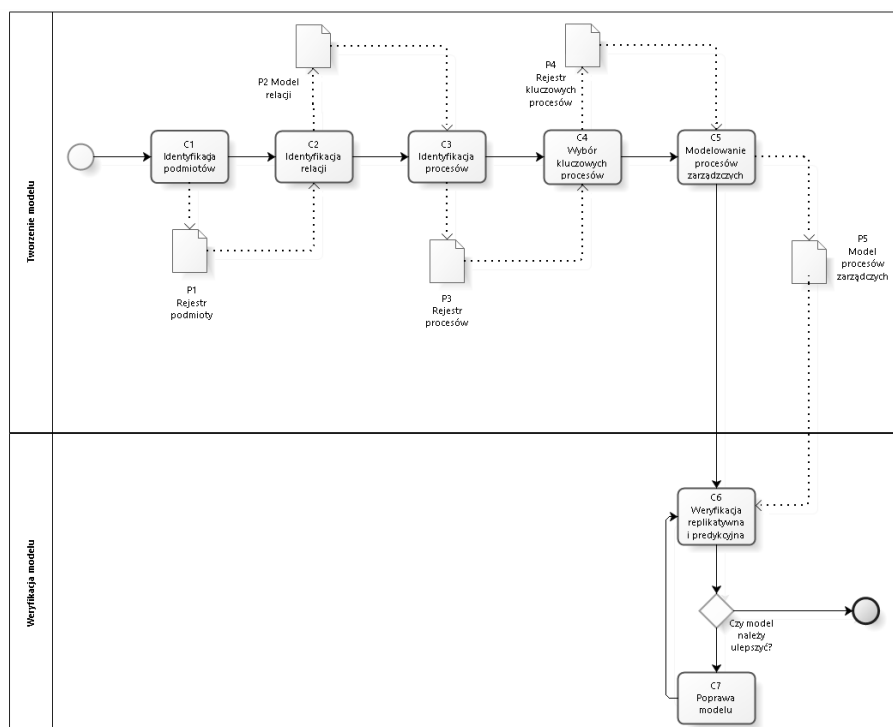 Tworzenie modelu
P2 Model
relacji
P4
Rejestr
kluczowych
procesów
C1
Identyfikacja
podmiotów
C2
Identyfikacja
relacji
C3
Identyfikacja
procesów
C4
Wybór
kluczowych
procesów
C5
Modelowanie
procesów
zarządzczych
P1
Rejestr
podmioty
P3
Rejestr
procesów
P5
Model
procesów
zarządczych
Weryfikacja modelu
C6
Weryfikacja
replikatywna
i predykcyjna
Czy model
należy
ulepszyć?
C7
Poprawa
modelu